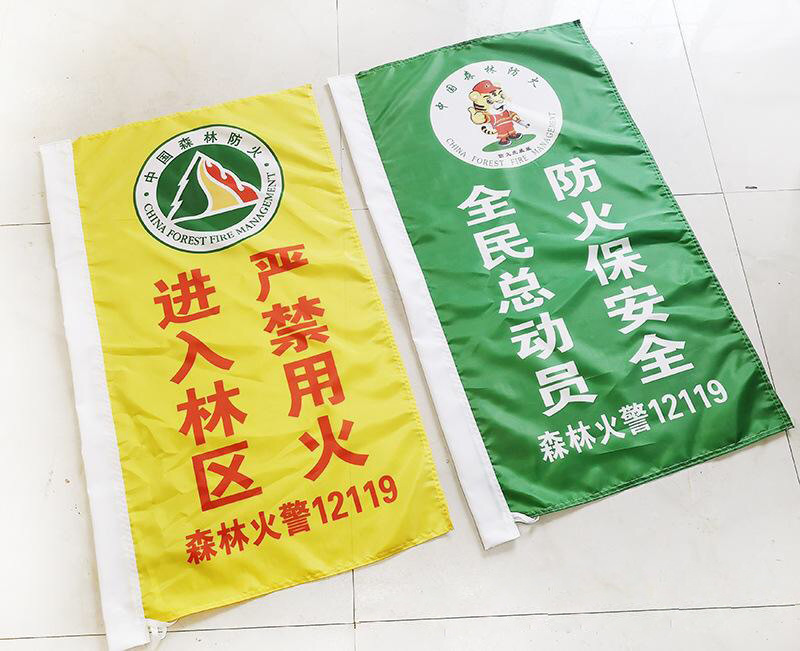 中国森林防火
CHINA FOREST FIRE MANAGEMENT
进入林区
严禁用火
森林火警12119
中国森林防火
CHINA FOREST FIRE MANAGEMENT
全民总动员
防火保安全
森林火警12119